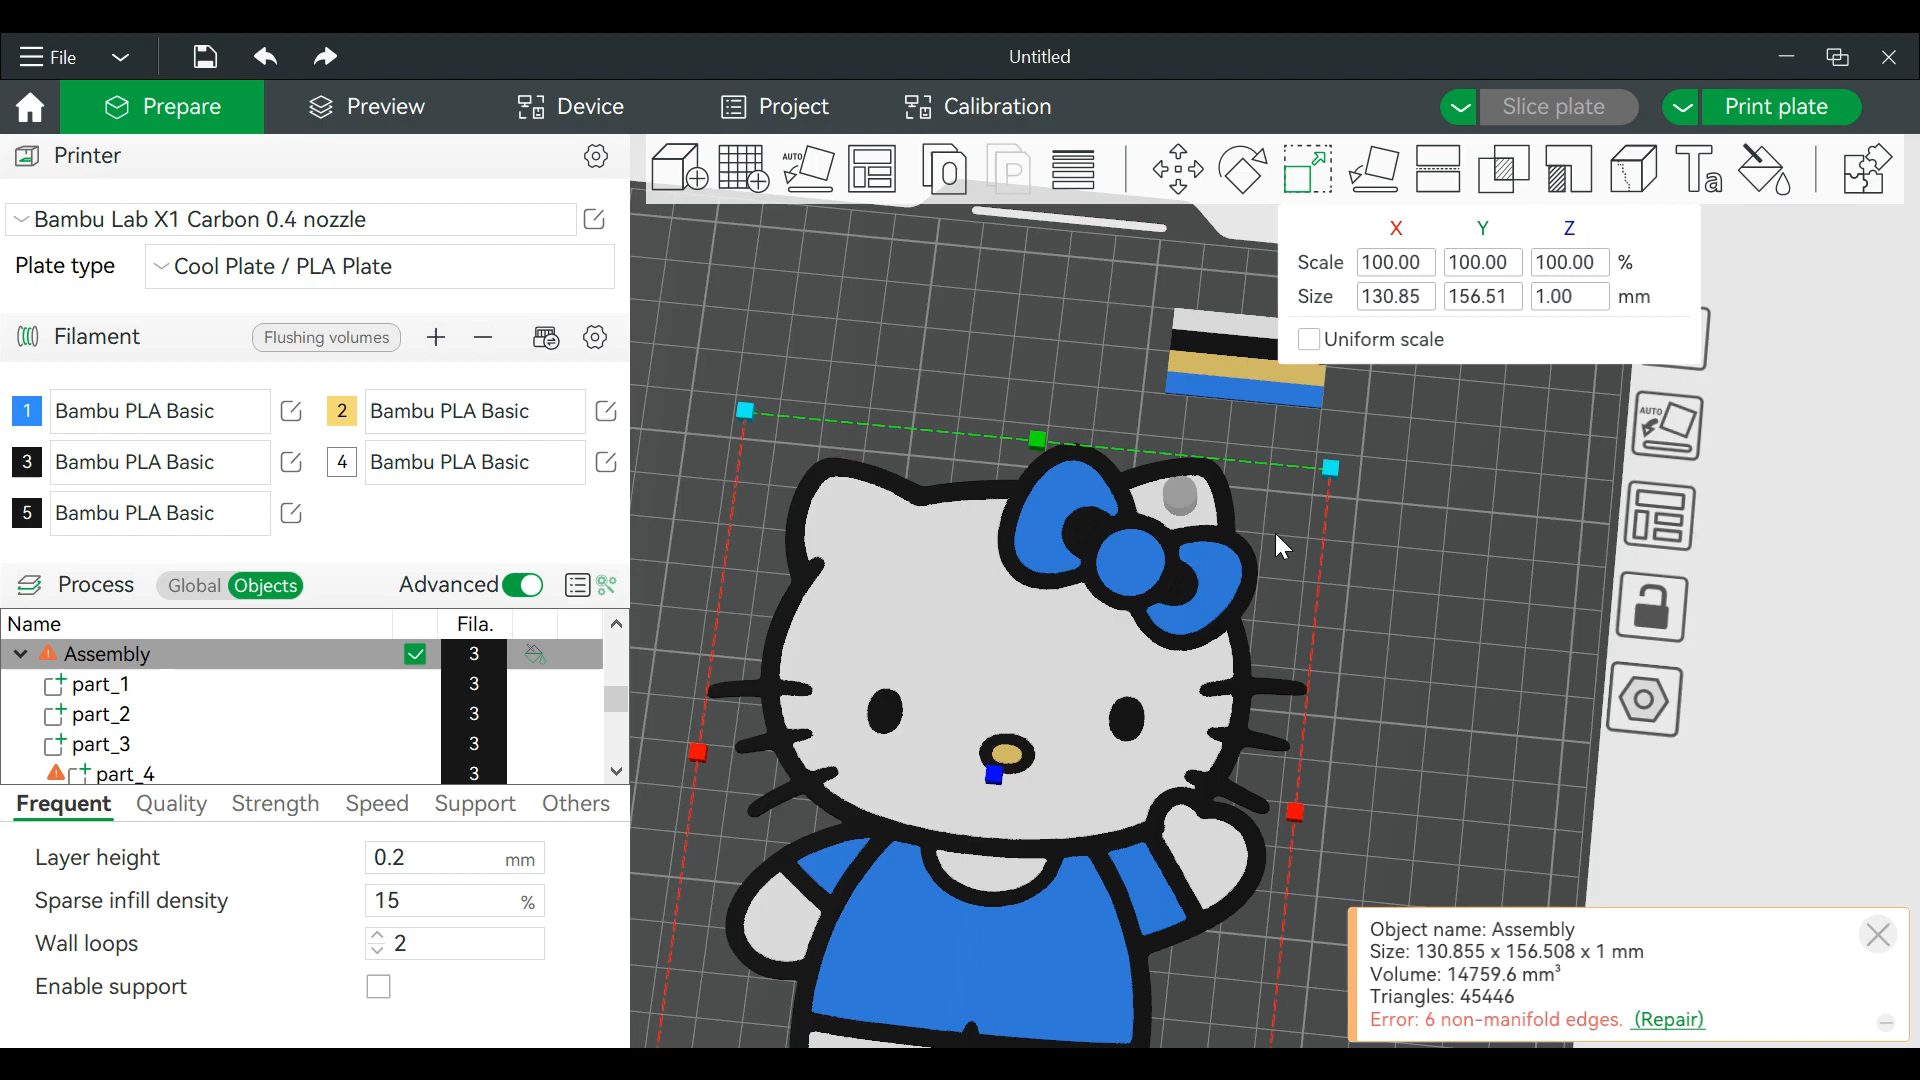 File
Untitled
Prepare
Preview
Device
Project
Calibration
Slice plate
Print plate
Printer
Bambu Lab X1 Carbon 0.4 nozzle
Plate type
Cool Plate / PLA Plate
Filament
Flushing volumes
1 Bambu PLA Basic
2 Bambu PLA Basic
3 Bambu PLA Basic
4 Bambu PLA Basic
5 Bambu PLA Basic
Process
Global
Objects
Advanced
Name
Fila.
Assembly 3
part_1 3
part_2 3
part_3 3
part_4 3
Frequent
Quality
Strength
Speed
Support
Others
Layer height 0.2 mm
Sparse infill density 15 %
Wall loops 2
Enable support
AUTO
P
Ta
X Y Z
Scale 100.00 100.00 100.00 %
Size 130.85 156.51 1.00 mm
Uniform scale
AUTO
Object name: Assembly
Size: 130.855 x 156.508 x 1 mm
Volume: 14759.6 mm³
Triangles: 45446
Error: 6 non-manifold edges. (Repair)